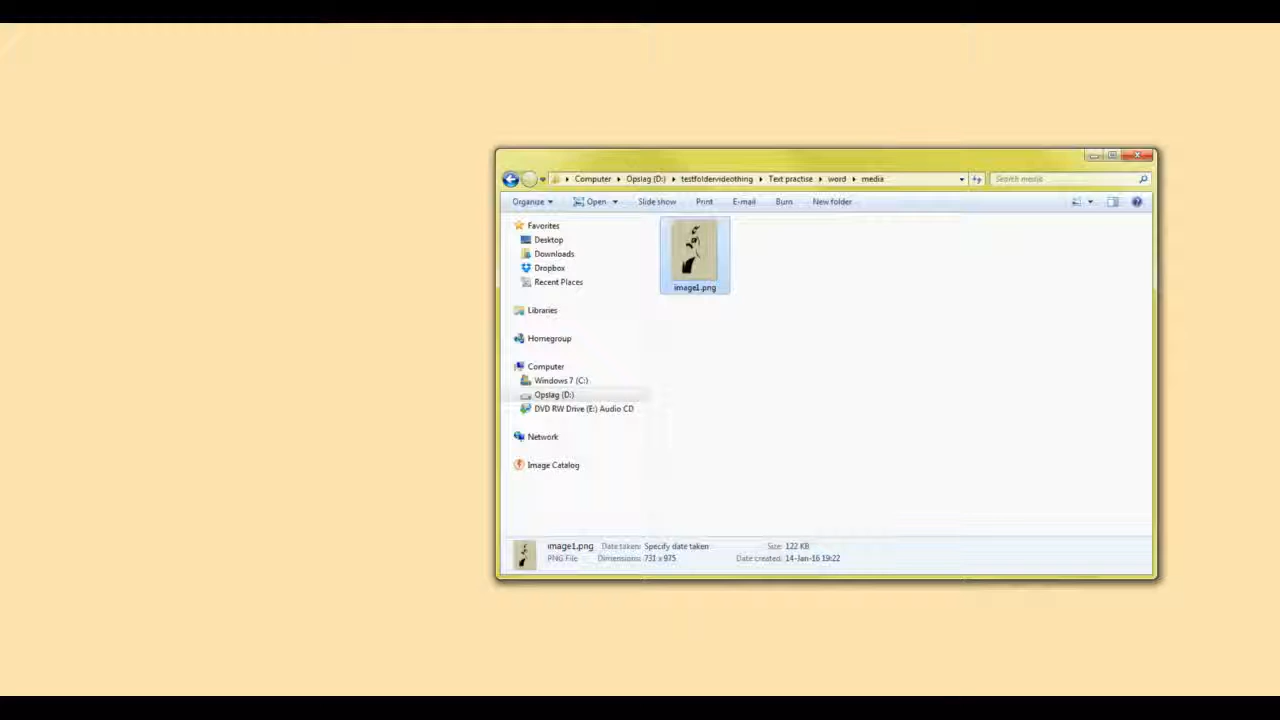 Computer Opslag (D:) testfoldervideothing Text practise word media Search media
Organize Open Slide show Print E-mail Burn New folder
Favorites
Desktop
Downloads
Dropbox
Recent Places
Libraries
Homegroup
Computer
Windows 7 (C:)
Opslag (D:)
DVD RW Drive (E:) Audio CD
Network
Image Catalog
image1.png
image1.png Date taken: Specify date taken Size: 122 KB
PNG File Dimensions: 731 x 975 Date created: 14-Jan-16 19:22